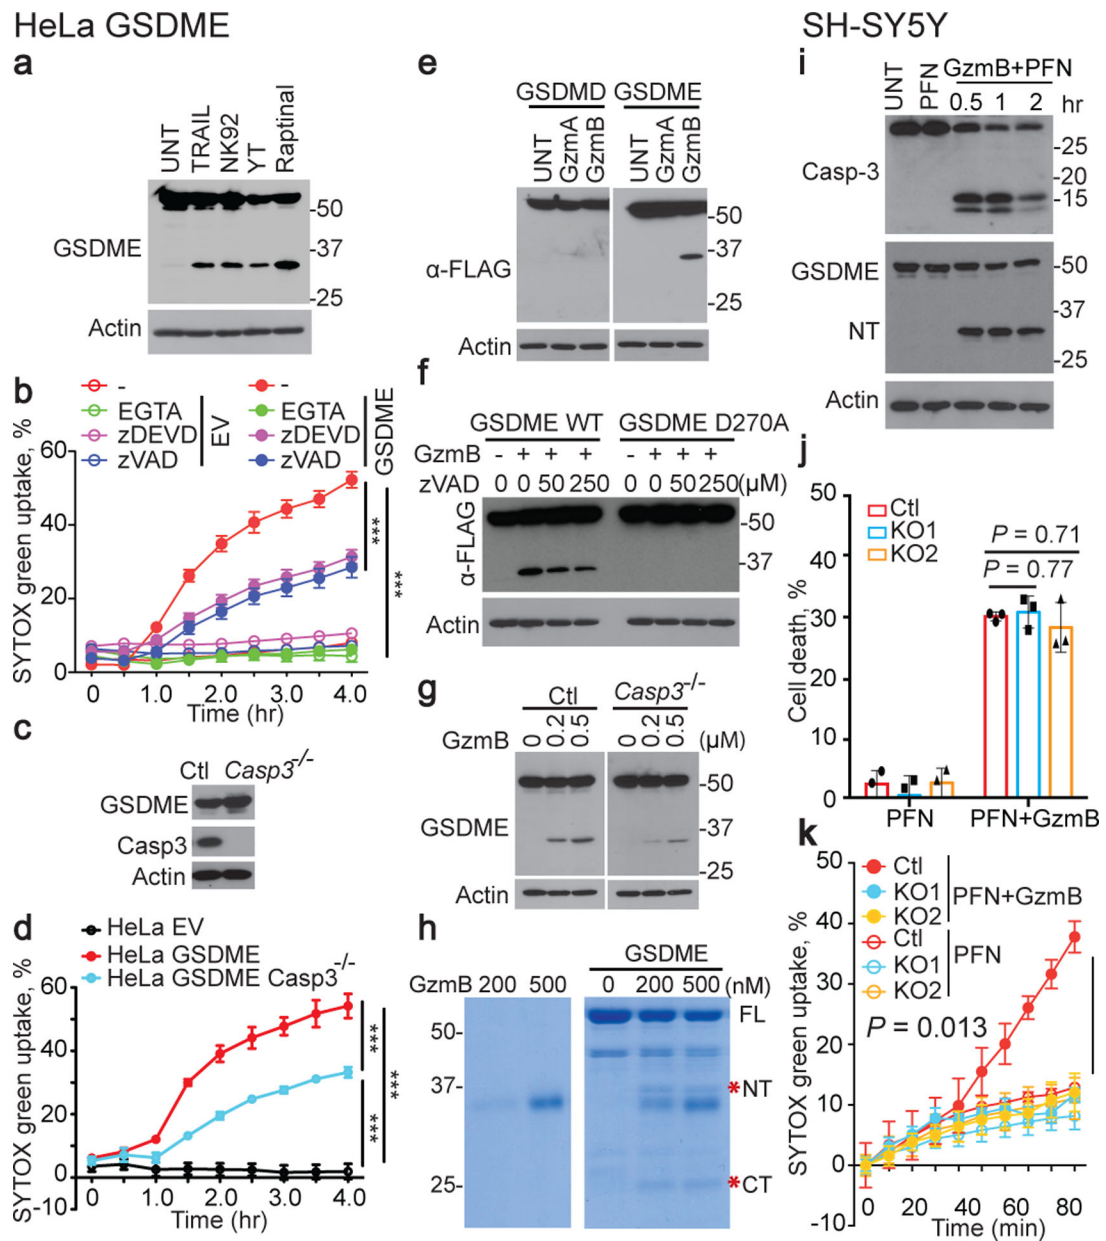 HeLa GSDME
SH-SY5Y
a
UNT
TRAIL
NK92
YT
Raptinal
GSDME
-50
-37
-25
Actin
b
-
EGTA
zDEVD
zVAD
EV
-
EGTA
zDEVD
zVAD
GSDME
SYTOX green uptake, %
60
40
20
0
***
***
0 1.0 2.0 3.0 4.0
Time (hr)
c
Ctl Casp3-/-
GSDME
Casp3
Actin
d
HeLa EV
HeLa GSDME
HeLa GSDME Casp3-/-
SYTOX green uptake, %
60
40
20
0
-10
***
***
***
0 1.0 2.0 3.0 4.0
Time (hr)
e
GSDMD GSDME
UNT
GzmA
GzmB
UNT
GzmA
GzmB
α-FLAG
-50
-37
-25
Actin
f
GSDME WT GSDME D270A
GzmB - + + + - + + +
zVAD 0 0 50 250 0 0 50 250 (μM)
α-FLAG
-50
-37
Actin
g
Ctl Casp3-/-
GzmB 0 0.2 0.5 0 0.2 0.5 (μM)
GSDME
-50
-37
-25
Actin
h
GSDME
GzmB 200 500 0 200 500 (nM)
50-
37-
25-
FL
*NT
*CT
i
UNT
PFN
GzmB+PFN
0.5 1 2 hr
Casp-3
-25
-20
-15
GSDME
NT
-50
-37
-25
Actin
j
Ctl
KO1
KO2
P = 0.71
P = 0.77
Cell death, %
50
40
30
20
10
0
PFN PFN+GzmB
k
Ctl
KO1
KO2
PFN+GzmB
Ctl
KO1
KO2
PFN
P = 0.013
SYTOX green uptake, %
50
40
30
20
10
0
-10
0 20 40 60 80
Time (min)